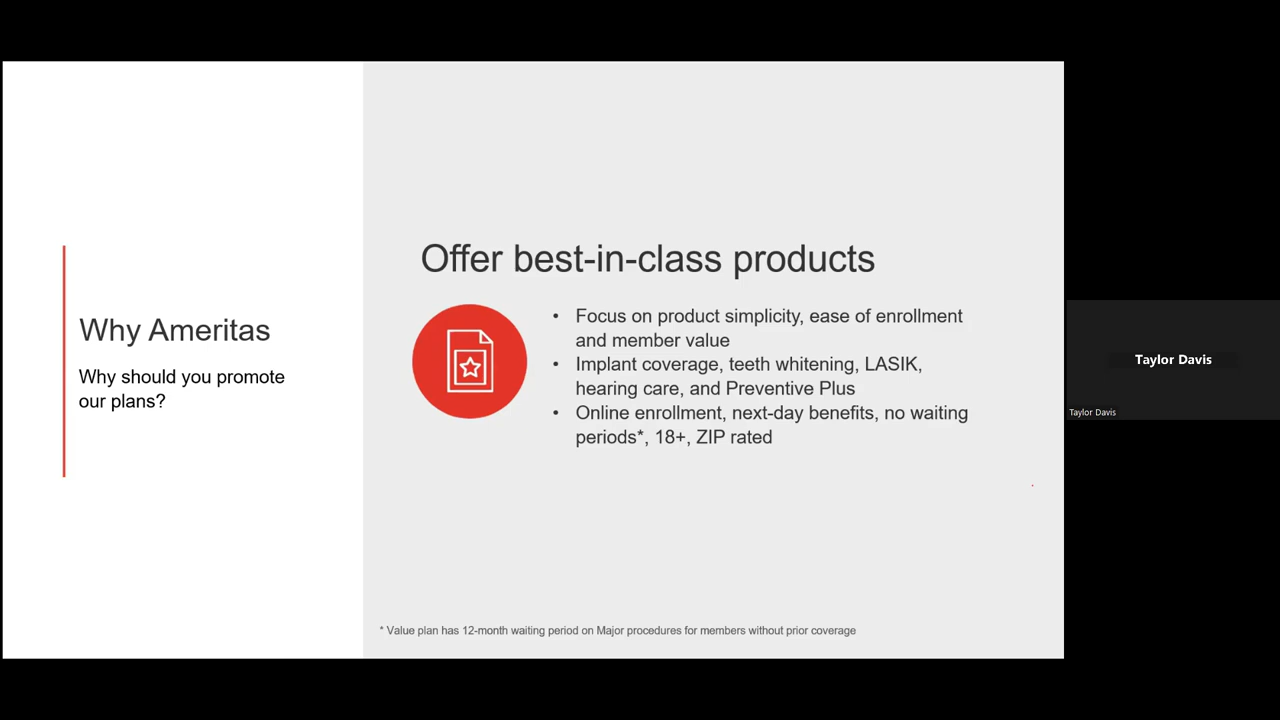 Why Ameritas
Why should you promote
our plans?
Offer best-in-class products
• Focus on product simplicity, ease of enrollment
and member value
• Implant coverage, teeth whitening, LASIK,
hearing care, and Preventive Plus
• Online enrollment, next-day benefits, no waiting
periods*, 18+, ZIP rated
* Value plan has 12-month waiting period on Major procedures for members without prior coverage
Taylor Davis
Taylor Davis